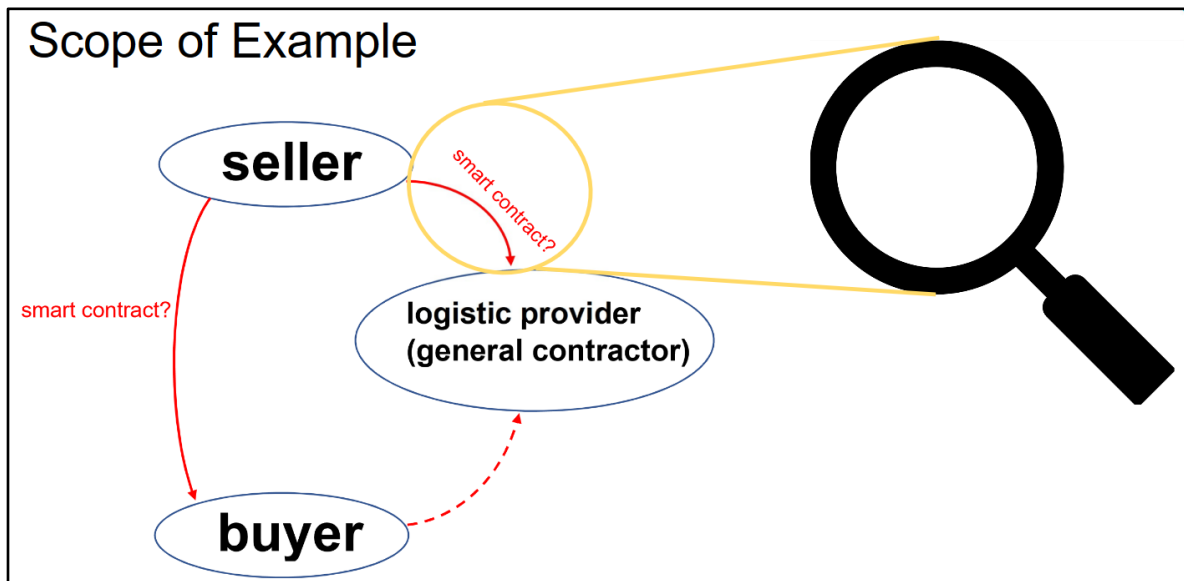 Scope of Example
seller
smart contract?
smart contract?
logistic provider
(general contractor)
buyer